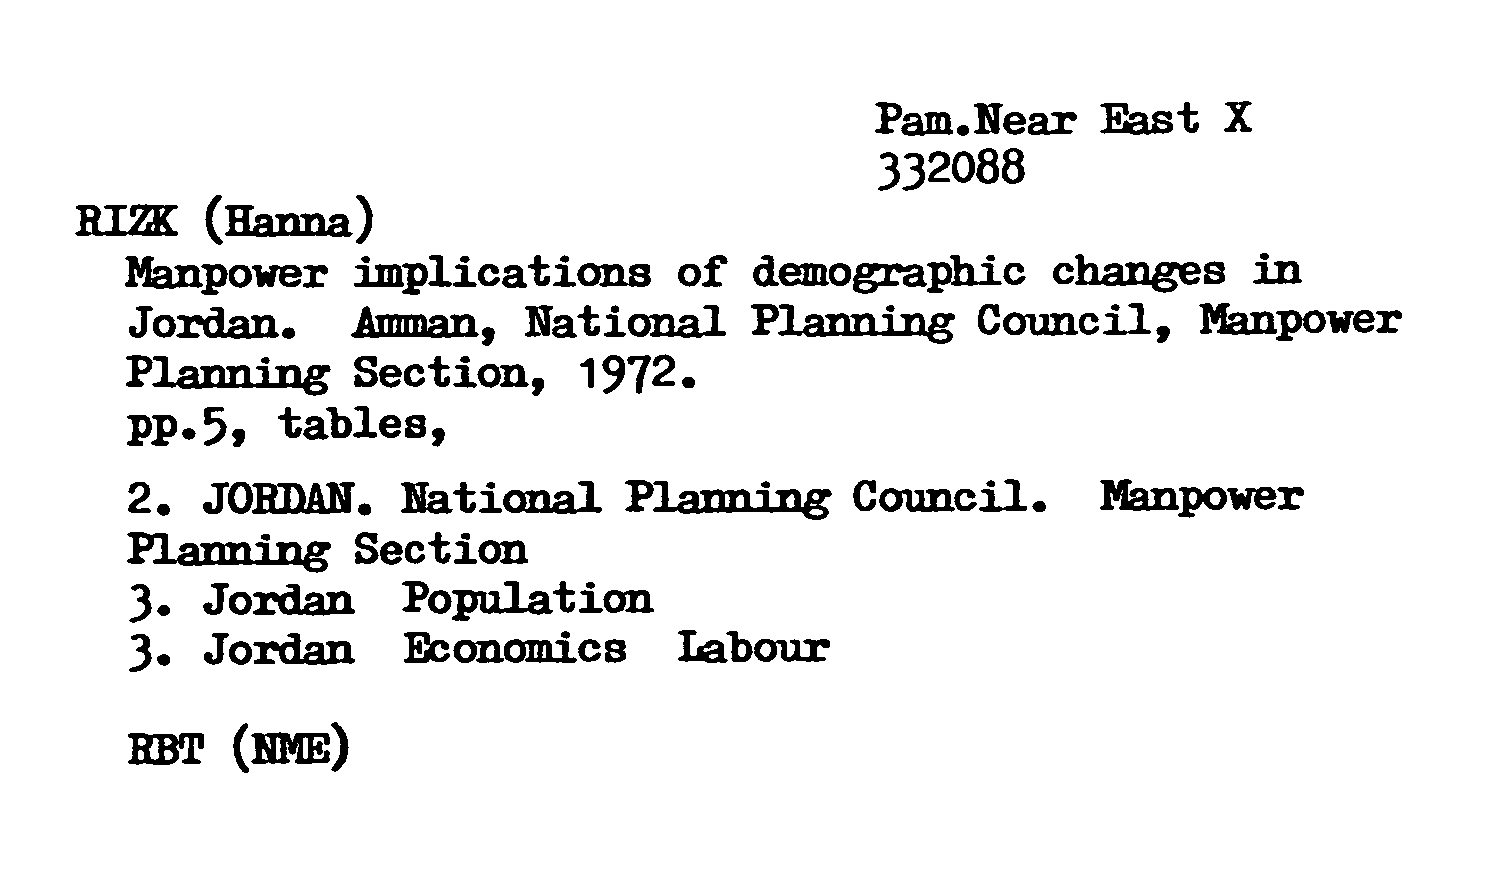 Pam.Near East X
332088
RIZK (Hanna)
Manpower implications of demographic changes in
Jordan. Amman, National Planning Council, Manpower
Planning Section, 1972.
pp.5, tables,
2. JORDAN. National Planning Council. Manpower
Planning Section
3. Jordan Population
3. Jordan Economics Labour
RBT (NME)